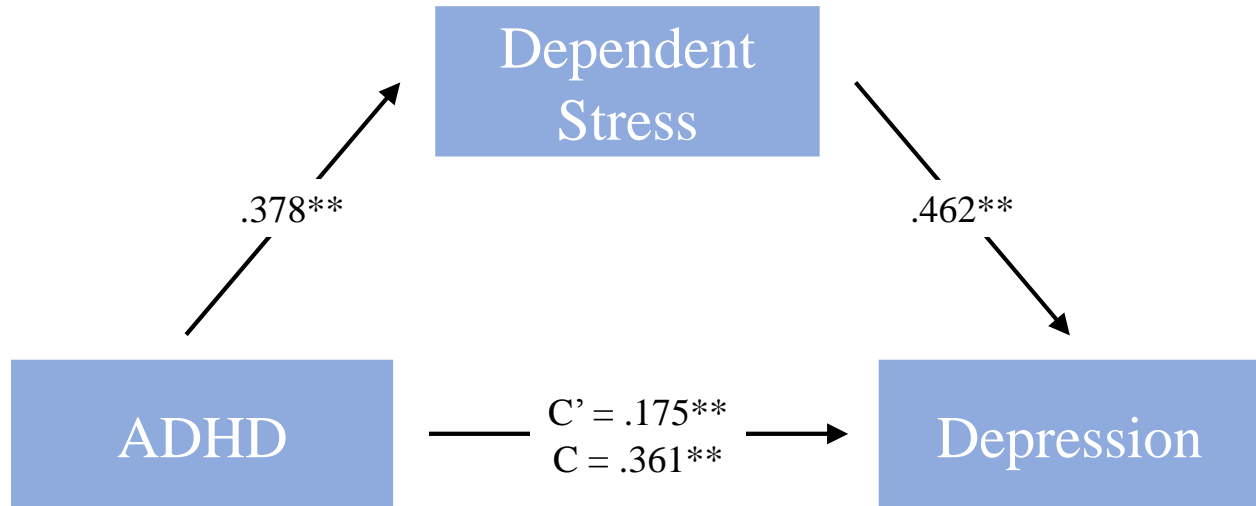 Dependent
Stress
.378**
.462**
ADHD
C’ = .175**
C = .361**
Depression